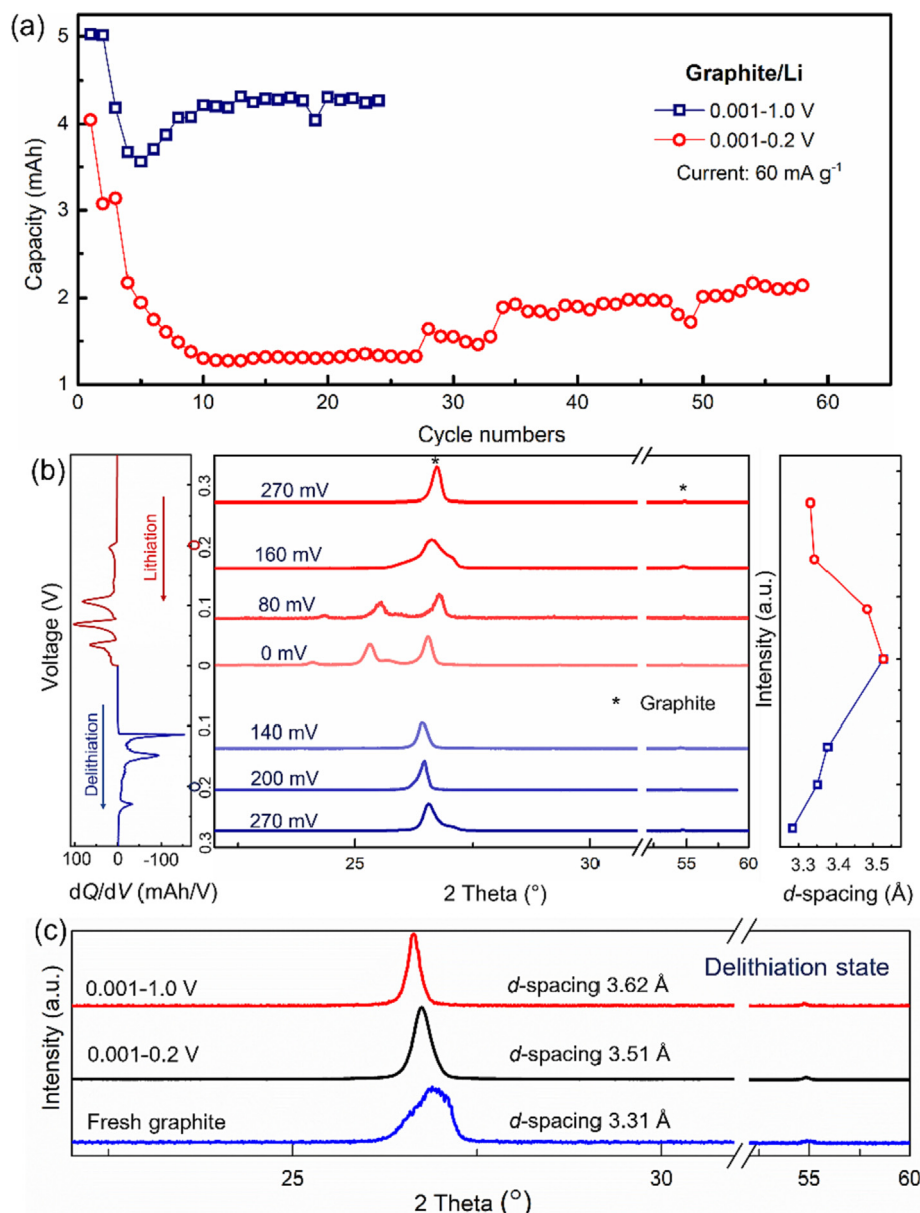 (a)
5
4
3
2
1
Capacity (mAh)
0 10 20 30 40 50 60
Cycle numbers
Graphite/Li
0.001-1.0 V
0.001-0.2 V
Current: 60 mA g⁻¹
(b)
Voltage (V)
Lithiation
Delithiation
0.3
0.2
0.1
0
0.1
0.2
0.3
100 0 -100
dQ/dV (mAh/V)
*
270 mV
*
160 mV
80 mV
0 mV
* Graphite
140 mV
200 mV
270 mV
25 30 55 60
2 Theta (°)
Intensity (a.u.)
3.3 3.4 3.5
d-spacing (Å)
(c)
Intensity (a.u.)
Delithiation state
0.001-1.0 V d-spacing 3.62 Å
0.001-0.2 V d-spacing 3.51 Å
Fresh graphite d-spacing 3.31 Å
25 30 55 60
2 Theta (°)